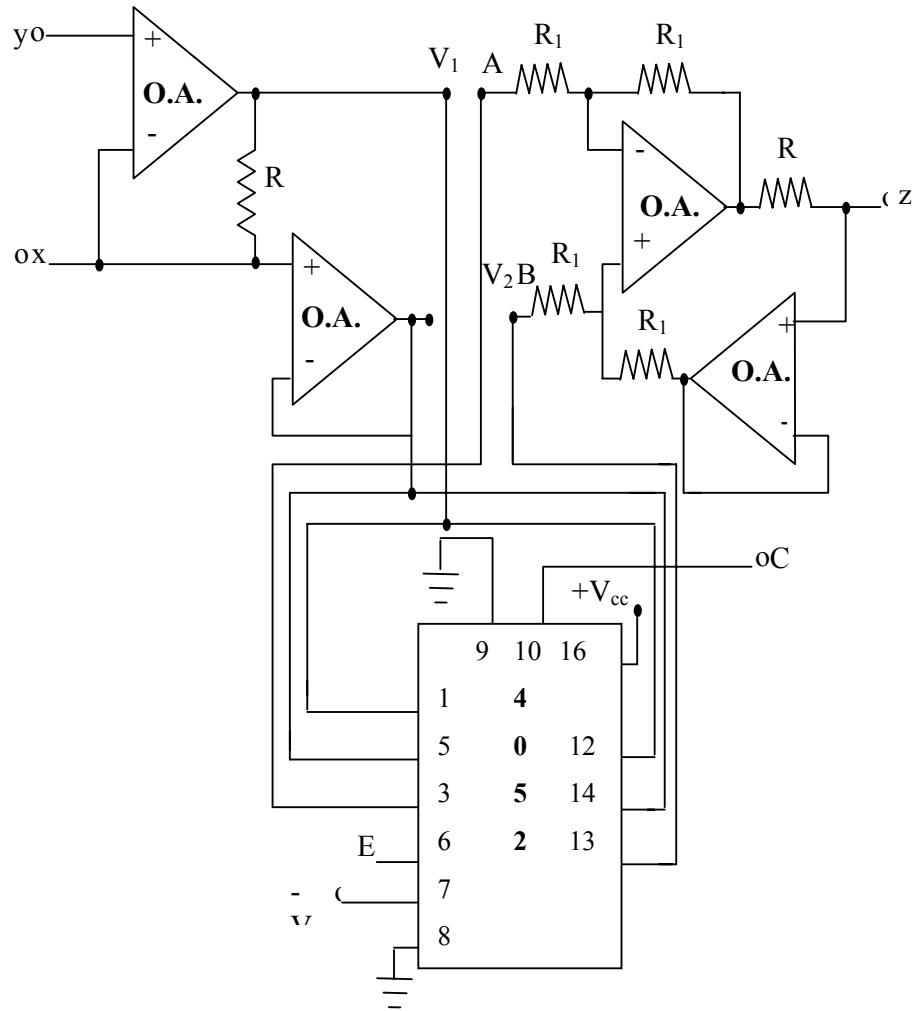 yo
+
O.A.
-
V₁
A
R₁
R₁
R
ox
-
O.A.
+
R
z
+
O.A.
-
V₂B
R₁
R₁
+
O.A.
-
oC
+Vcc
9 10 16
1 4
5 0 12
3 5 14
6 2 13
E
7
-
8